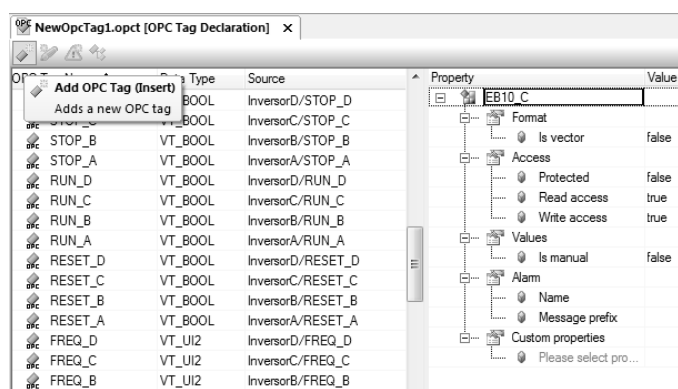 NewOpcTag1.opct [OPC Tag Declaration] ×
Data Type Source Property Value
Add OPC Tag (Insert)
Adds a new OPC tag
VT_BOOL InversorD/STOP_D EB10_C
STOP_C VT_BOOL InversorC/STOP_C Format
STOP_B VT_BOOL InversorB/STOP_B Is vector false
STOP_A VT_BOOL InversorA/STOP_A Access
RUN_D VT_BOOL InversorD/RUN_D Protected false
RUN_C VT_BOOL InversorC/RUN_C Read access true
RUN_B VT_BOOL InversorB/RUN_B Write access true
RUN_A VT_BOOL InversorA/RUN_A Values
RESET_D VT_BOOL InversorD/RESET_D Is manual false
RESET_C VT_BOOL InversorC/RESET_C Alarm
RESET_B VT_BOOL InversorB/RESET_B Name
RESET_A VT_BOOL InversorA/RESET_A Message prefix
FREQ_D VT_UI2 InversorD/FREQ_D Custom properties
FREQ_C VT_UI2 InversorC/FREQ_C Please select pro...
FREQ_B VT_UI2 InversorB/FREQ_B